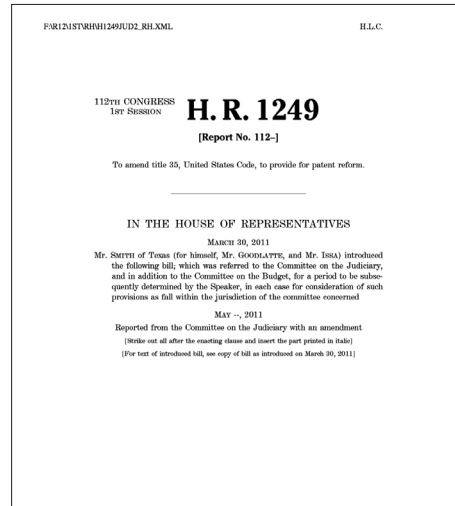 F:\R12\1ST\RH\H1249JUD2_RH.XML H.L.C.
112TH CONGRESS
1ST SESSION
H. R. 1249
[Report No. 112–]
To amend title 35, United States Code, to provide for patent reform.
IN THE HOUSE OF REPRESENTATIVES
MARCH 30, 2011
Mr. SMITH of Texas (for himself, Mr. GOODLATTE, and Mr. ISSA) introduced
the following bill; which was referred to the Committee on the Judiciary,
and in addition to the Committee on the Budget, for a period to be subse-
quently determined by the Speaker, in each case for consideration of such
provisions as fall within the jurisdiction of the committee concerned
MAY --, 2011
Reported from the Committee on the Judiciary with an amendment
[Strike out all after the enacting clause and insert the part printed in italic]
[For text of introduced bill, see copy of bill as introduced on March 30, 2011]